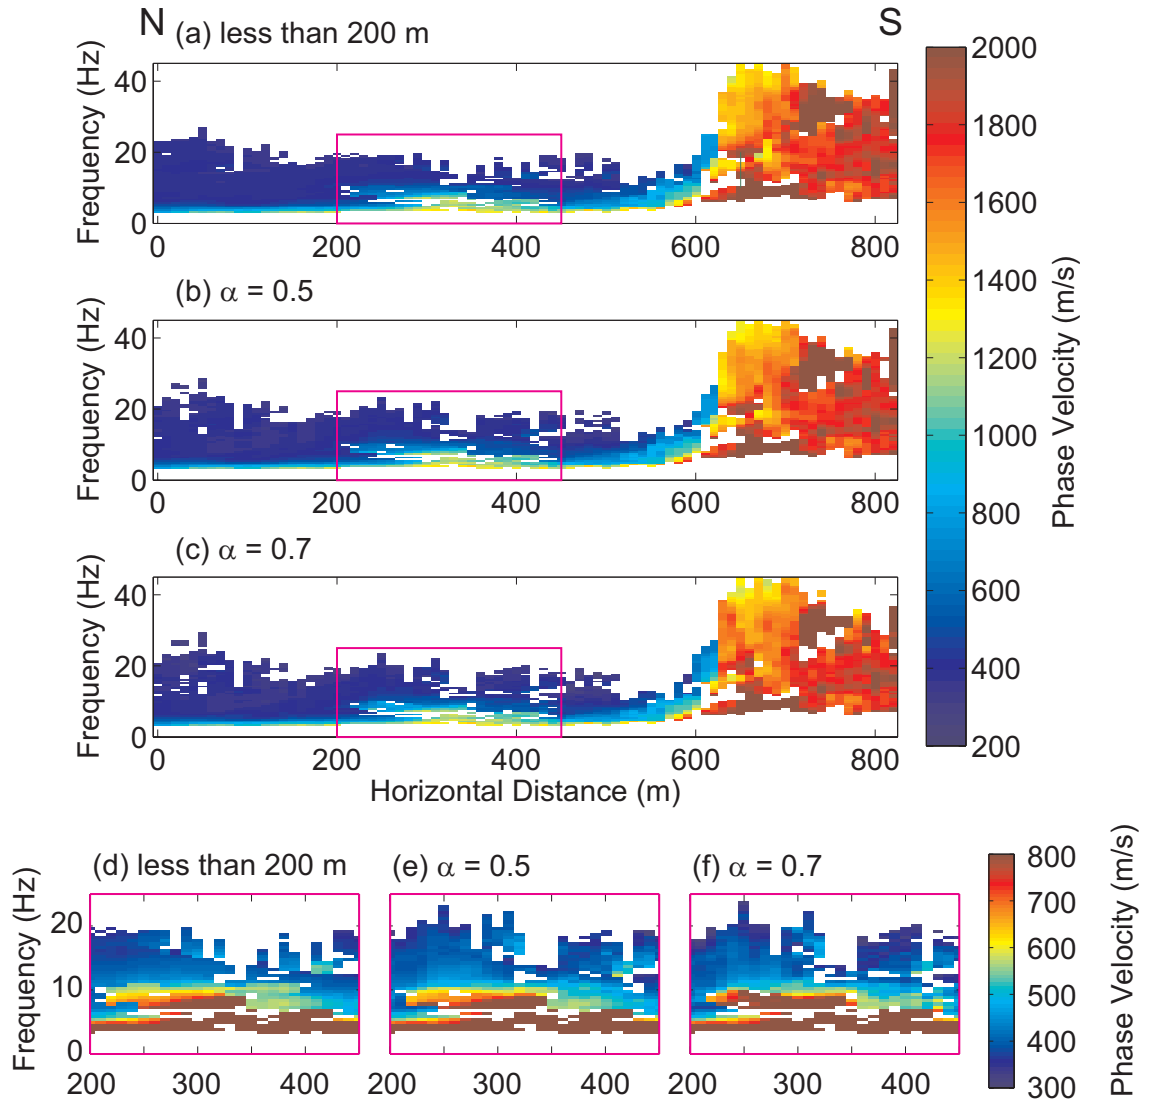 N (a) less than 200 m S
Frequency (Hz)
40
20
0
0 200 400 600 800
(b) α = 0.5
Frequency (Hz)
40
20
0
0 200 400 600 800
(c) α = 0.7
Frequency (Hz)
40
20
0
0 200 400 600 800
Horizontal Distance (m)
2000
1800
1600
1400
1200
1000
800
600
400
200
Phase Velocity (m/s)
(d) less than 200 m (e) α = 0.5 (f) α = 0.7
Frequency (Hz)
20
10
0
200 300 400 200 300 400 200 300 400
800
700
600
500
400
300
Phase Velocity (m/s)